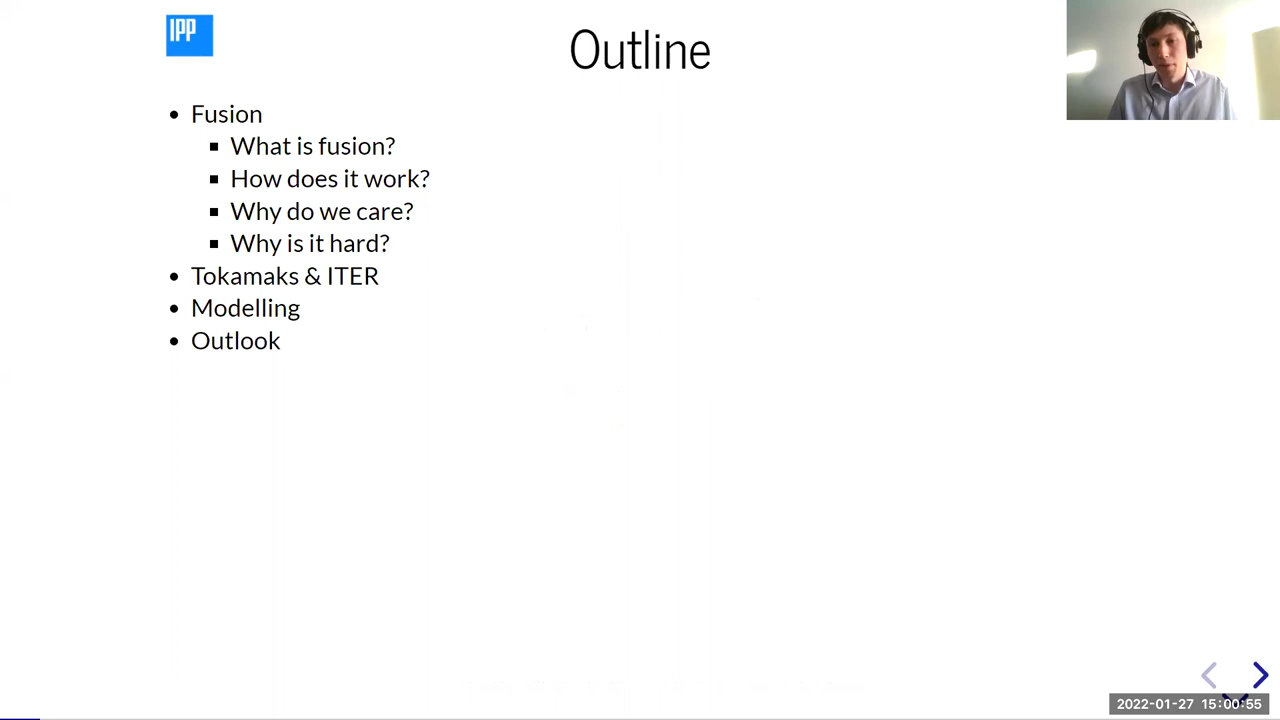 IPP
Outline
Fusion
What is fusion?
How does it work?
Why do we care?
Why is it hard?
Tokamaks & ITER
Modelling
Outlook
2022-01-27 15:00:55